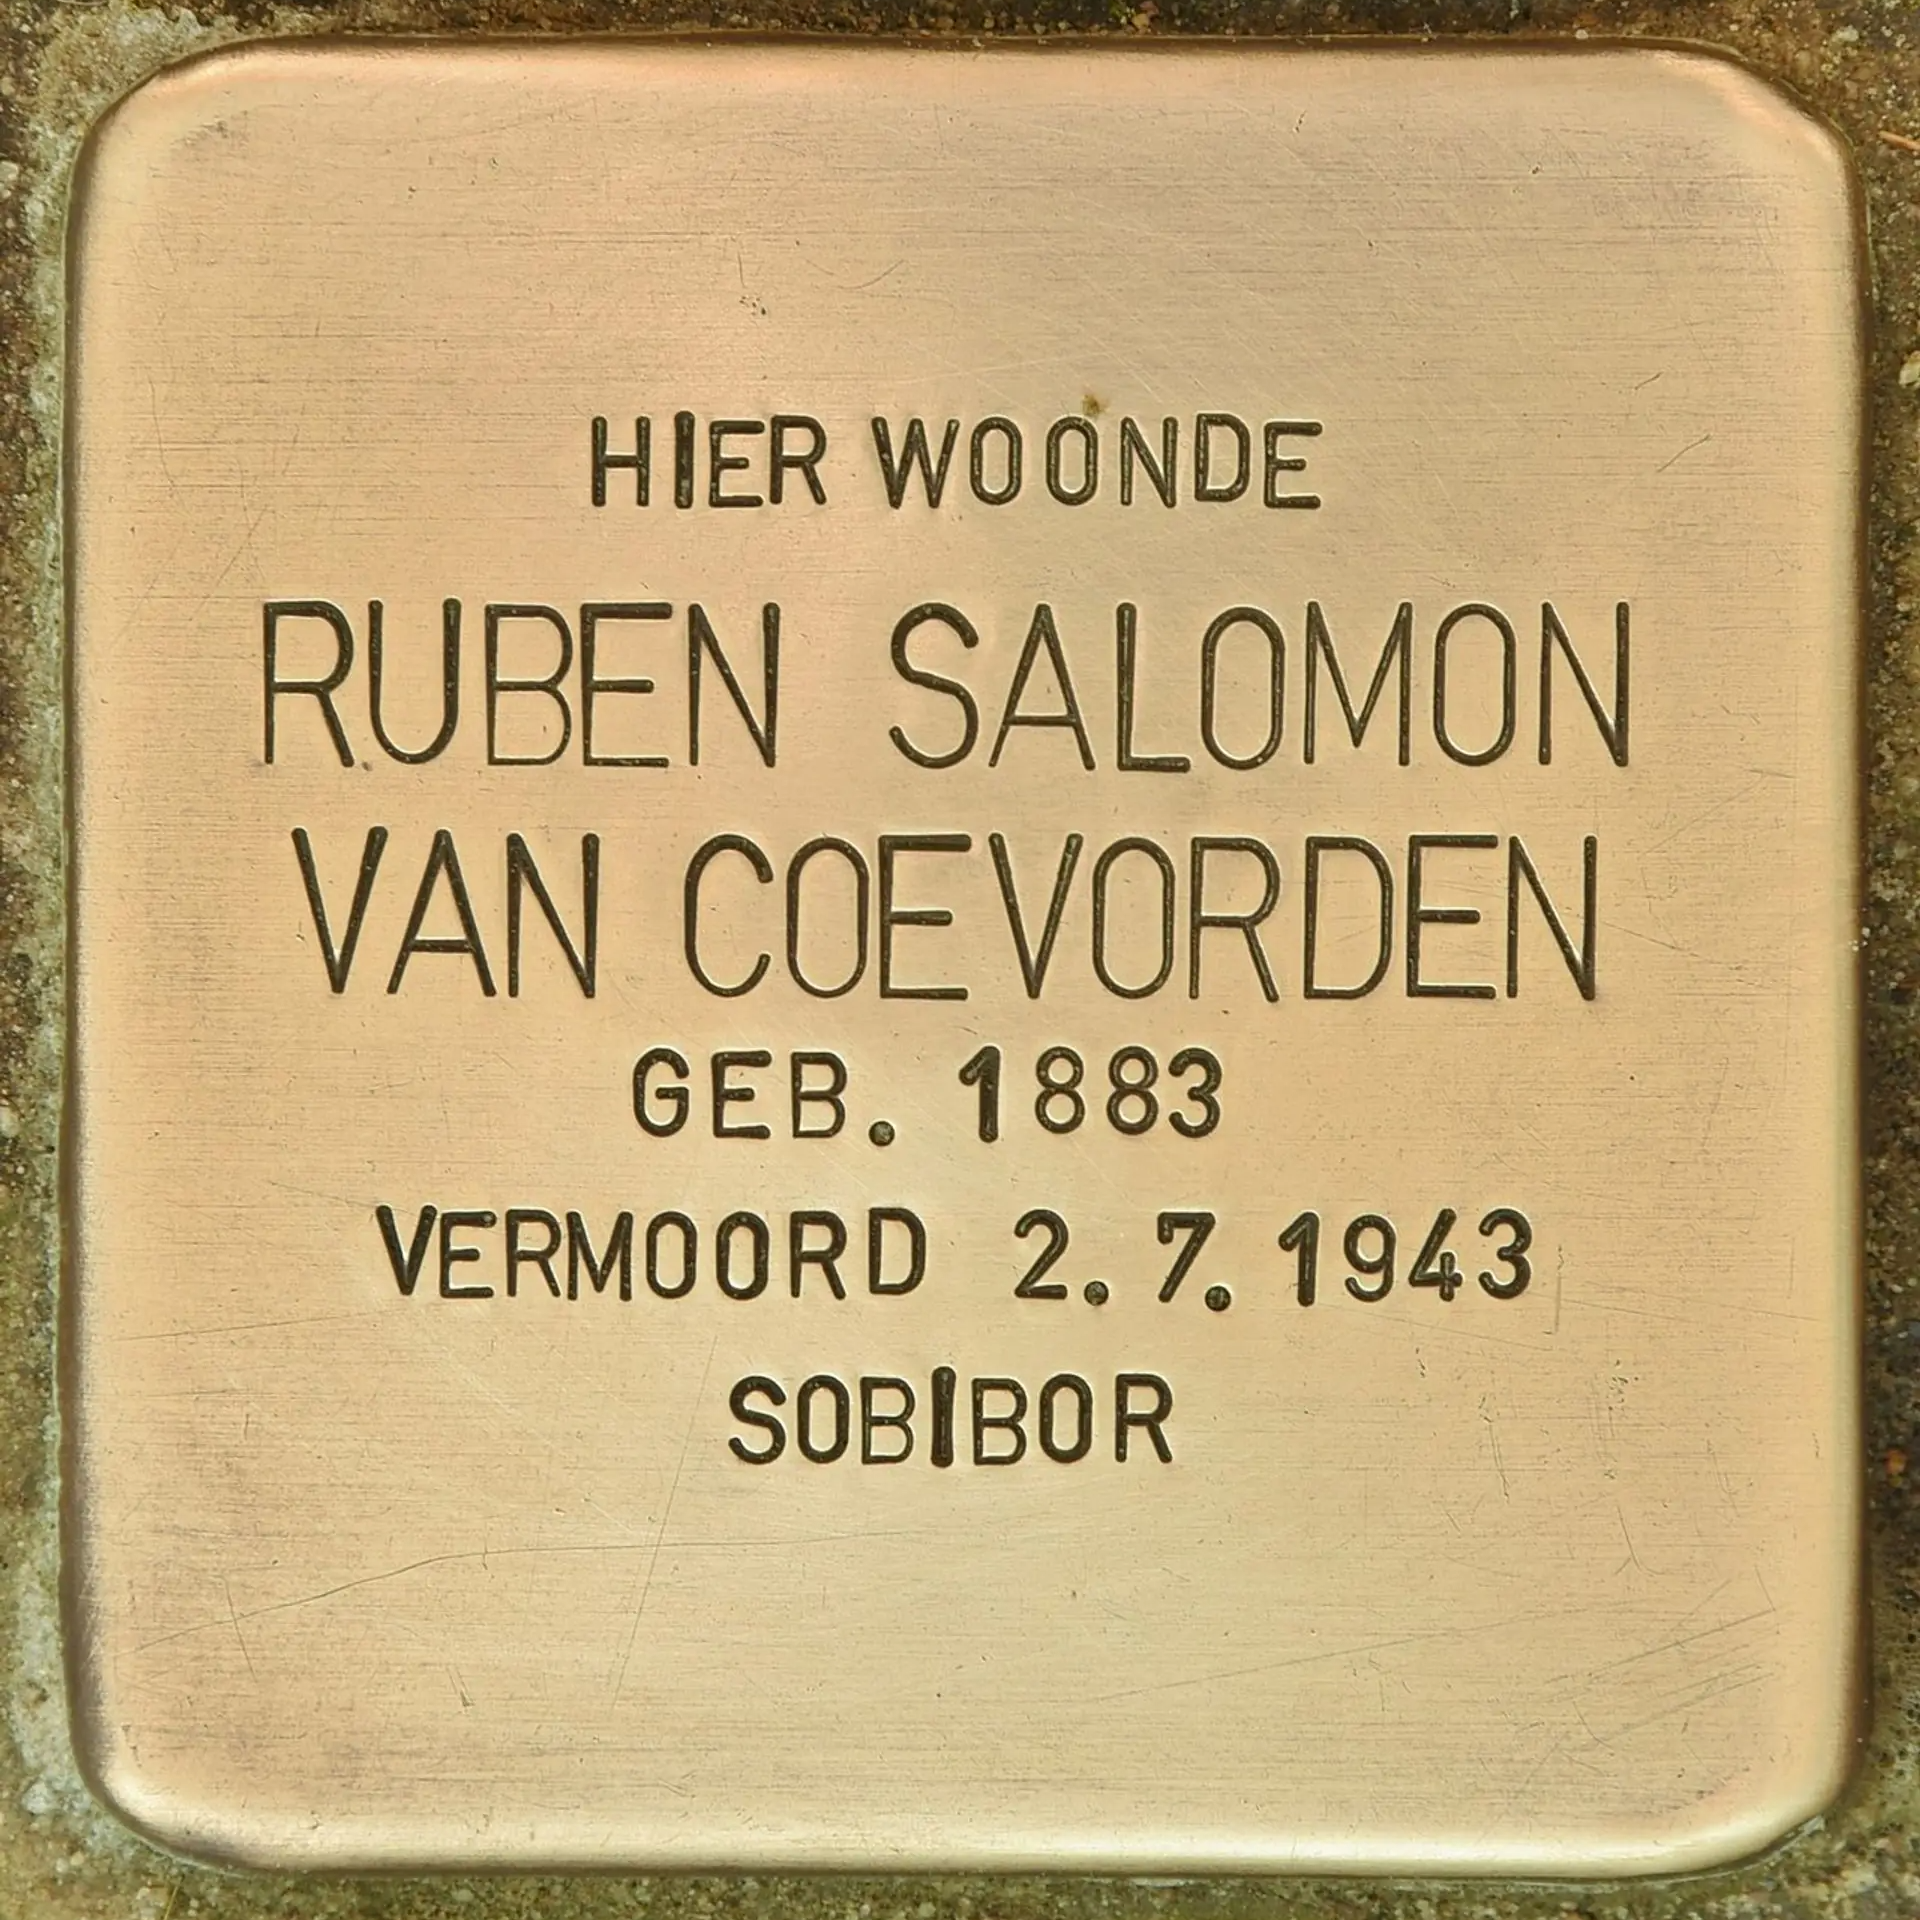 HIER WOONDE
RUBEN SALOMON
VAN COEVORDEN
GEB. 1883
VERMOORD 2.7.1943
SOBIBOR